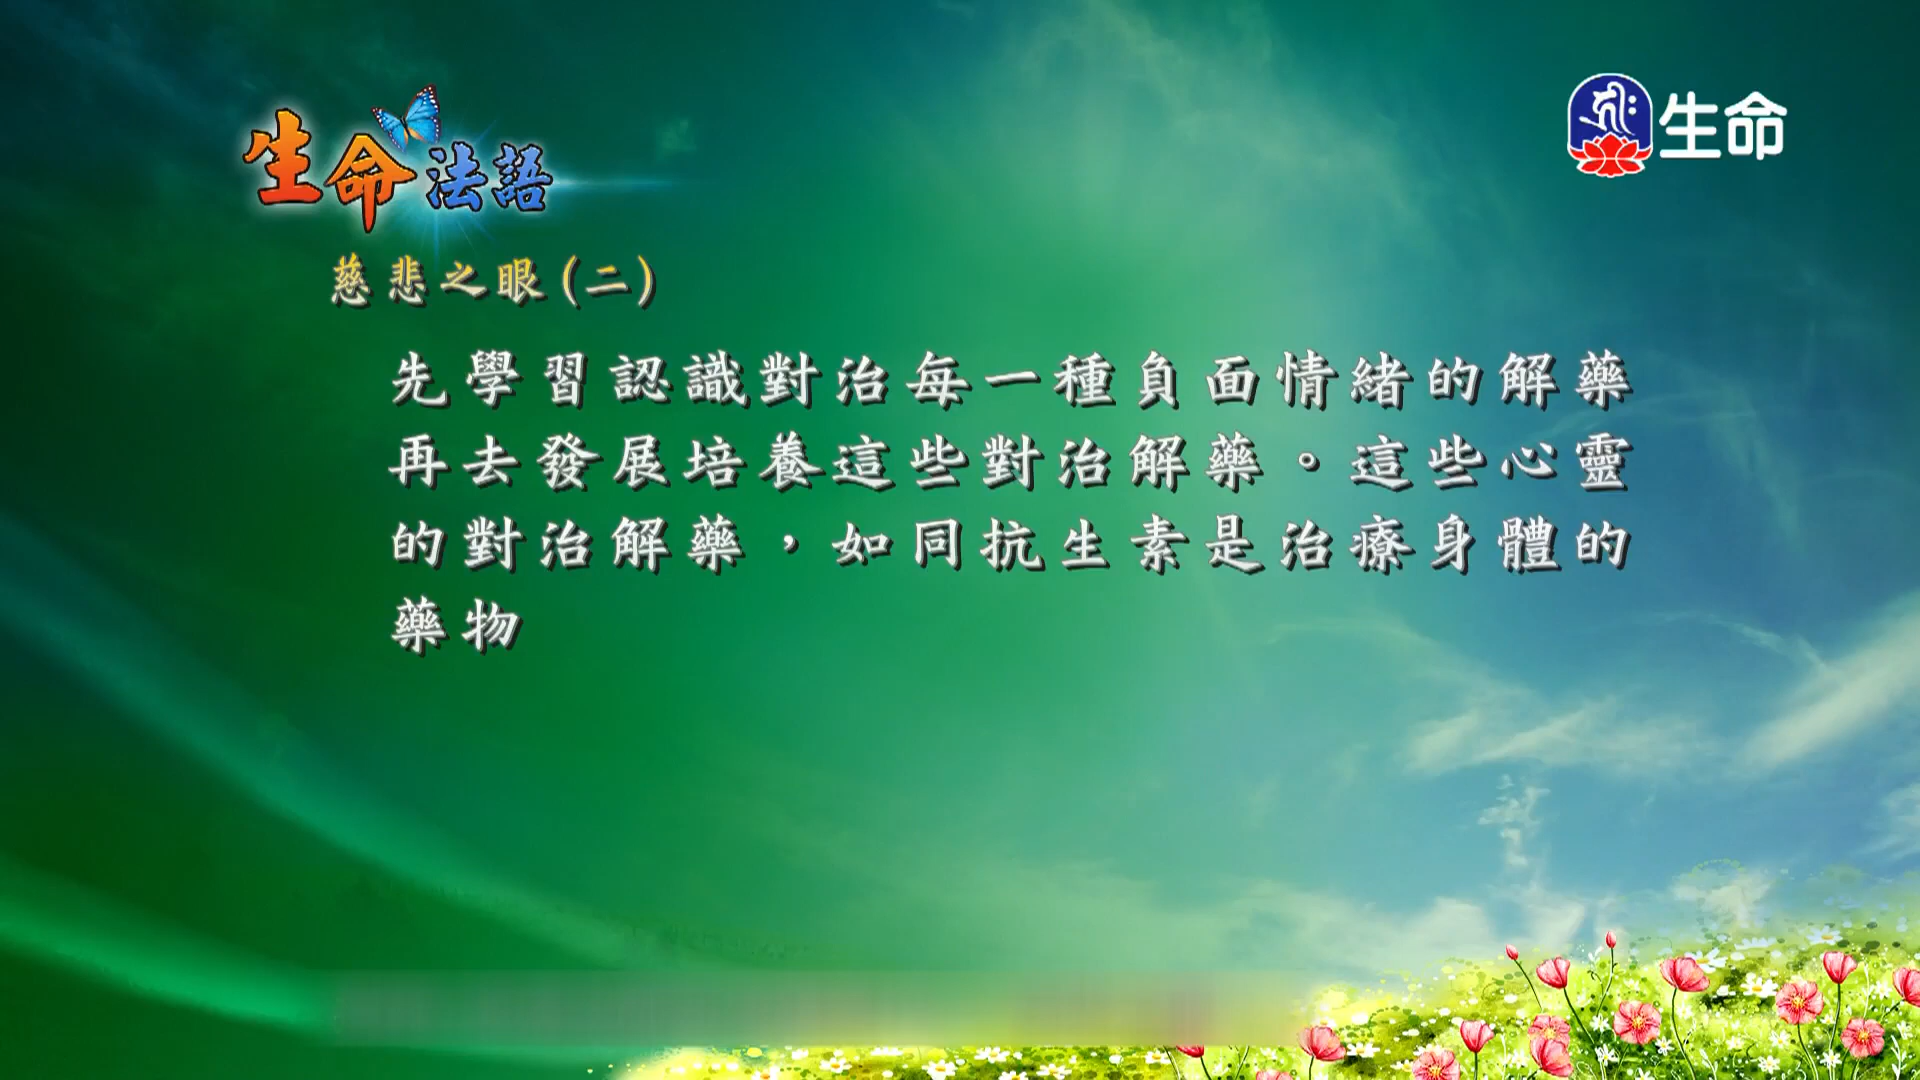 生命法語
生命
慈悲之眼(二)
先學習認識對治每一種負面情緒的解藥
再去發展培養這些對治解藥。這些心靈
的對治解藥，如同抗生素是治療身體的
藥物